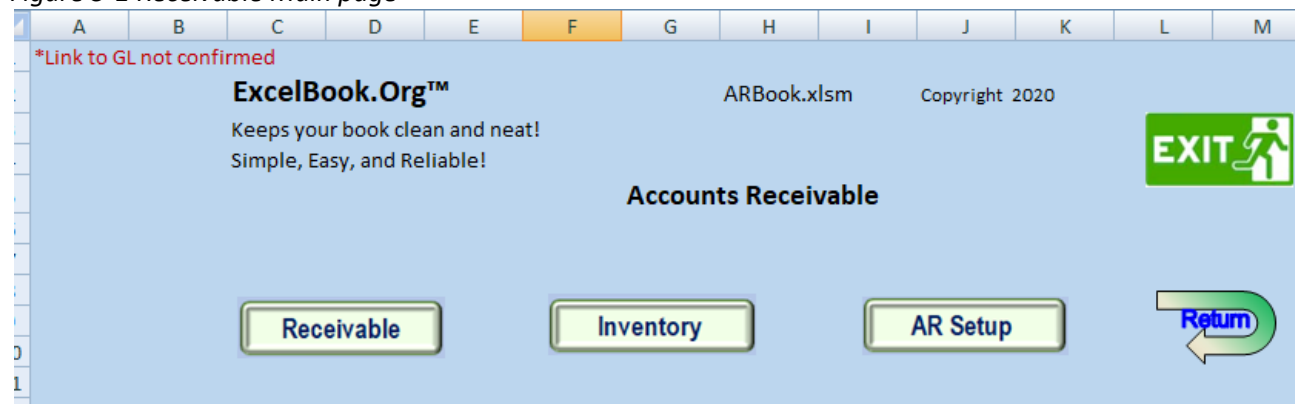 A B C D E F G H I J K L M
*Link to GL not confirmed
ExcelBook.Org™ ARBook.xlsm Copyright 2020
Keeps your book clean and neat!
Simple, Easy, and Reliable!
EXIT
Accounts Receivable
Receivable Inventory AR Setup Return